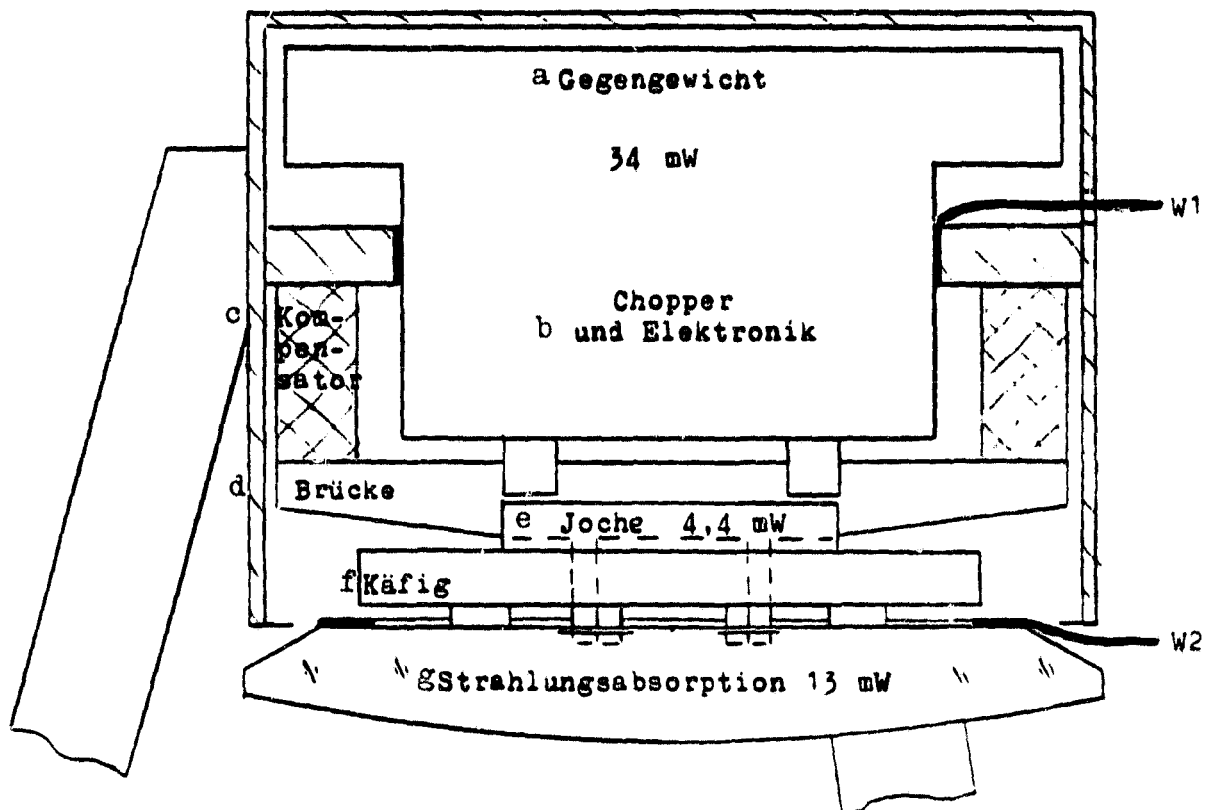 a Gegengewicht
34 mW
W1
Chopper
b und Elektronik
c Kom-
pen-
sator
d Brücke
e Joche 4,4 mW
f Käfig
W2
g Strahlungsabsorption 13 mW